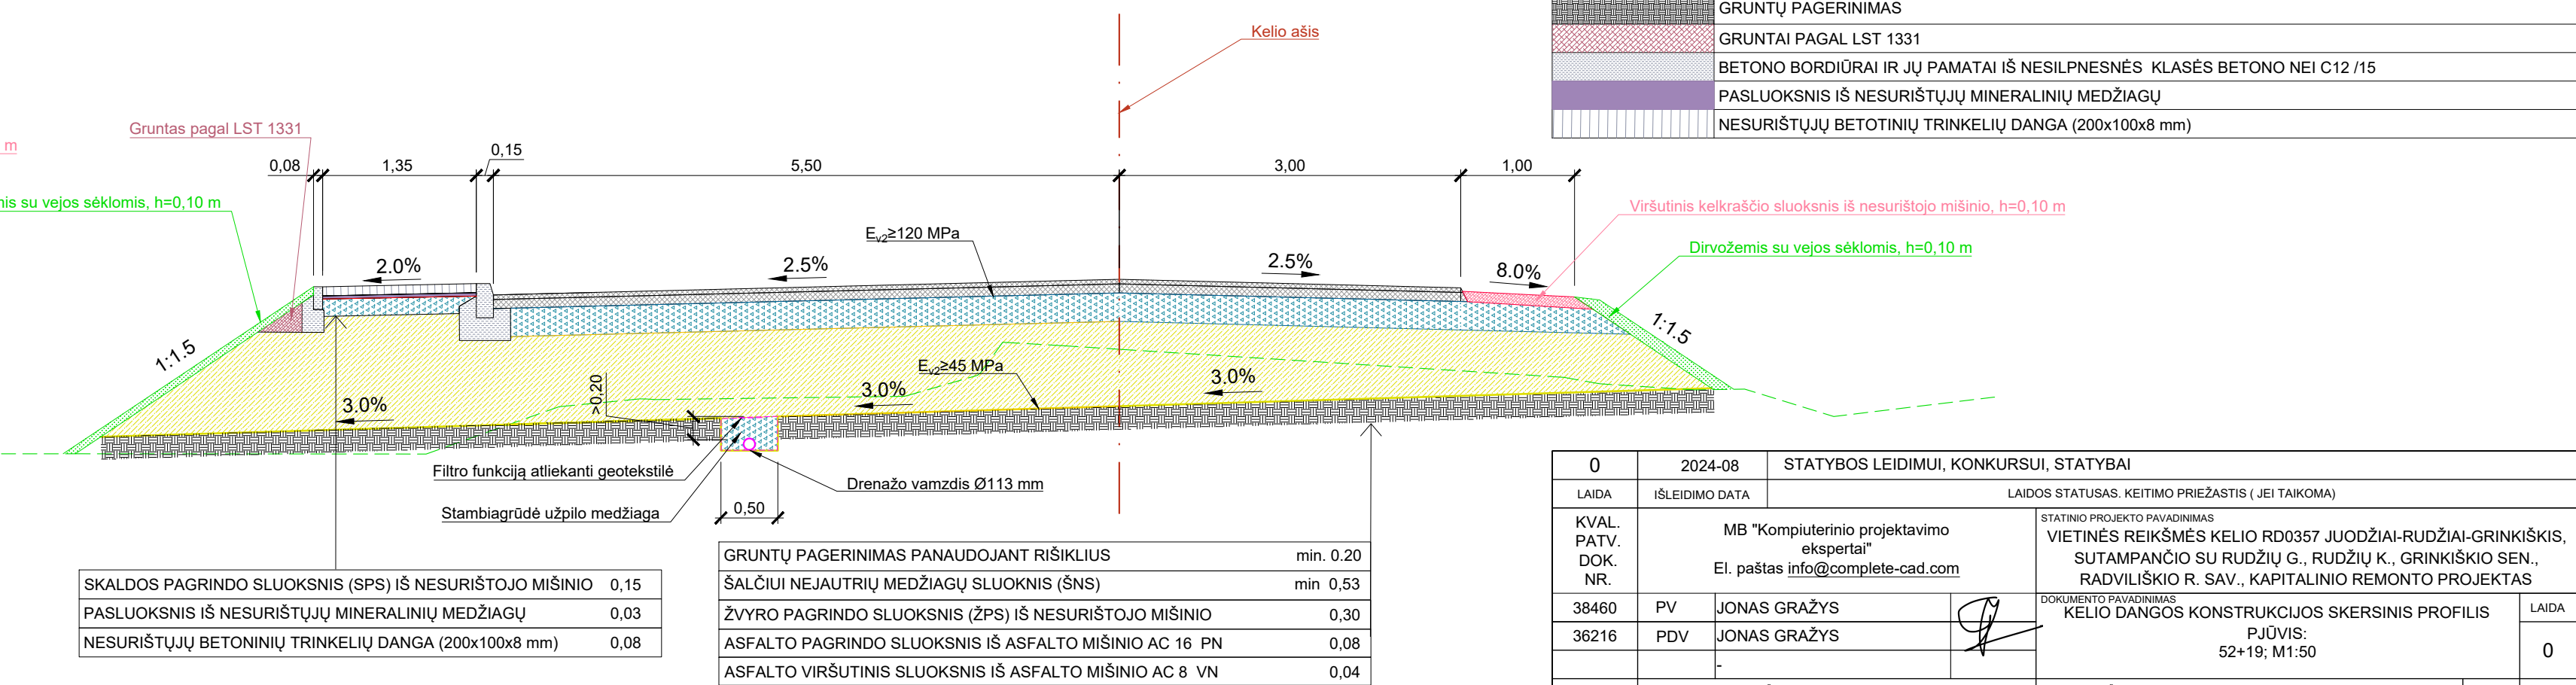 GRUNTŲ PAGERINIMAS
GRUNTAI PAGAL LST 1331
BETONO BORDIŪRAI IR JŲ PAMATAI IŠ NESILPNESNĖS KLASĖS BETONO NEI C12 /15
PASLUOKSNIS IŠ NESURIŠTŲJŲ MINERALINIŲ MEDŽIAGŲ
NESURIŠTŲJŲ BETOTINIŲ TRINKELIŲ DANGA (200x100x8 mm)
Kelio ašis
Gruntas pagal LST 1331
m
0,08
1,35
0,15
5,50
3,00
1,00
su vejos sėklomis, h=0,10 m
Viršutinis kelkraščio sluoksnis iš nesurištojo mišinio, h=0,10 m
Dirvožemis su vejos sėklomis, h=0,10 m
Ev2≥120 MPa
2.0%
2.5%
2.5%
8.0%
1:1.5
1:1.5
Ev2≥45 MPa
>0,20
3.0%
3.0%
3.0%
Filtro funkciją atliekanti geotekstilė
Drenažo vamzdis Ø113 mm
Stambiagrūdė užpilo medžiaga
0,50
SKALDOS PAGRINDO SLUOKSNIS (SPS) IŠ NESURIŠTOJO MIŠINIO 0,15
PASLUOKSNIS IŠ NESURIŠTŲJŲ MINERALINIŲ MEDŽIAGŲ 0,03
NESURIŠTŲJŲ BETONINIŲ TRINKELIŲ DANGA (200x100x8 mm) 0,08
GRUNTŲ PAGERINIMAS PANAUDOJANT RIŠIKLIUS min. 0.20
ŠALČIUI NEJAUTRIŲ MEDŽIAGŲ SLUOKNIS (ŠNS) min 0,53
ŽVYRO PAGRINDO SLUOKSNIS (ŽPS) IŠ NESURIŠTOJO MIŠINIO 0,30
ASFALTO PAGRINDO SLUOKSNIS IŠ ASFALTO MIŠINIO AC 16 PN 0,08
ASFALTO VIRŠUTINIS SLUOKSNIS IŠ ASFALTO MIŠINIO AC 8 VN 0,04
0 2024-08 STATYBOS LEIDIMUI, KONKURSUI, STATYBAI
LAIDA IŠLEIDIMO DATA LAIDOS STATUSAS. KEITIMO PRIEŽASTIS ( JEI TAIKOMA)
KVAL.
PATV.
DOK.
NR.
MB "Kompiuterinio projektavimo
ekspertai"
El. paštas info@complete-cad.com
STATINIO PROJEKTO PAVADINIMAS
VIETINĖS REIKŠMĖS KELIO RD0357 JUODŽIAI-RUDŽIAI-GRINKIŠKIS,
SUTAMPANČIO SU RUDŽIŲ G., RUDŽIŲ K., GRINKIŠKIO SEN.,
RADVILIŠKIO R. SAV., KAPITALINIO REMONTO PROJEKTAS
38460 PV JONAS GRAŽYS
36216 PDV JONAS GRAŽYS
-
DOKUMENTO PAVADINIMAS
KELIO DANGOS KONSTRUKCIJOS SKERSINIS PROFILIS
PJŪVIS:
52+19; M1:50
LAIDA
0